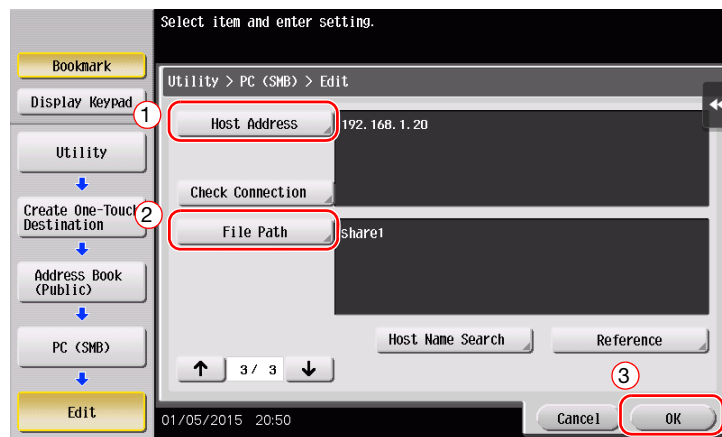 Select item and enter setting.
Bookmark
Display Keypad
Utility
Create One-Touch
Destination
Address Book
(Public)
PC (SMB)
Edit
Utility > PC (SMB) > Edit
1
Host Address
192.168.1.20
Check Connection
2
File Path
share1
Host Name Search
Reference
↑ 3/ 3 ↓
3
01/05/2015 20:50
Cancel
OK